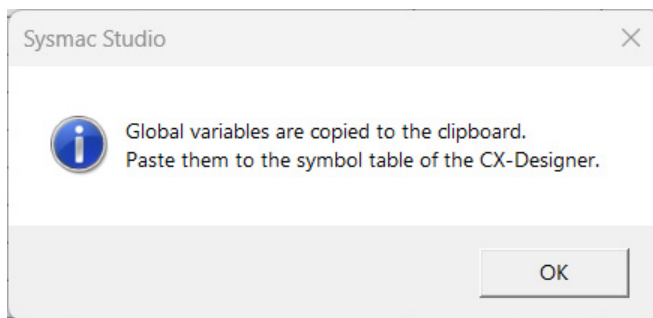 Sysmac Studio
Global variables are copied to the clipboard.
Paste them to the symbol table of the CX-Designer.
OK